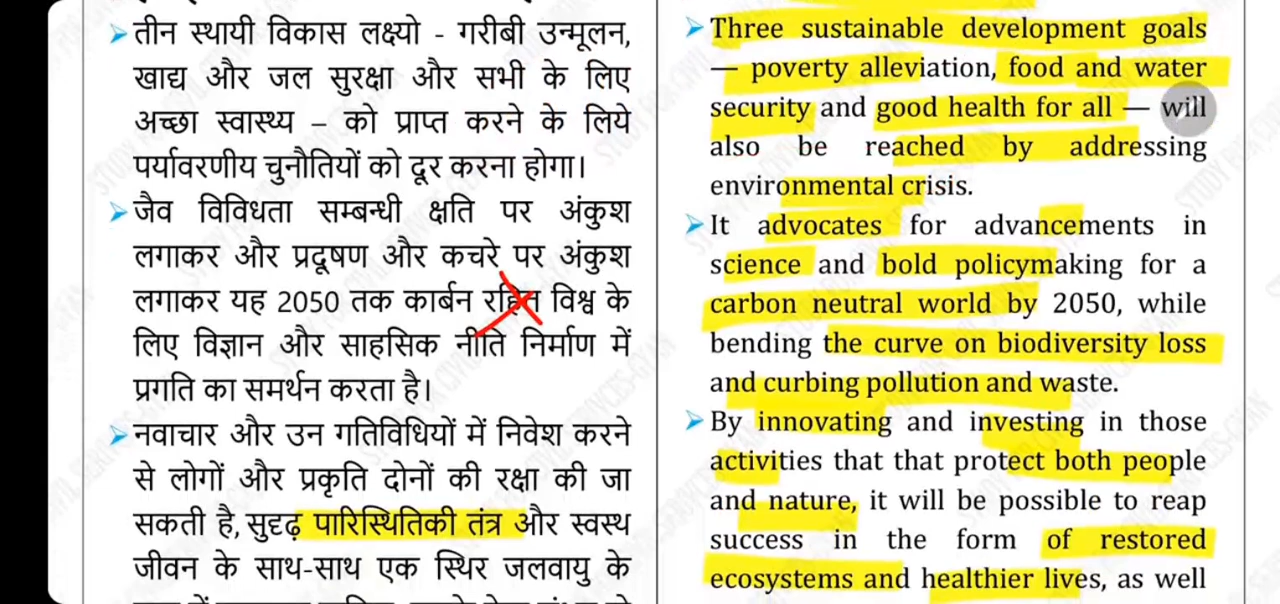 तीन स्थायी विकास लक्ष्यो - गरीबी उन्मूलन,
खाद्य और जल सुरक्षा और सभी के लिए
अच्छा स्वास्थ्य – को प्राप्त करने के लिये
पर्यावरणीय चुनौतियों को दूर करना होगा।
जैव विविधता सम्बन्धी क्षति पर अंकुश
लगाकर और प्रदूषण और कचरे पर अंकुश
लगाकर यह 2050 तक कार्बन रहित विश्व के
लिए विज्ञान और साहसिक नीति निर्माण में
प्रगति का समर्थन करता है।
नवाचार और उन गतिविधियों में निवेश करने
से लोगों और प्रकृति दोनों की रक्षा की जा
सकती है, सुदृढ़ पारिस्थितिकी तंत्र और स्वस्थ
जीवन के साथ-साथ एक स्थिर जलवायु के
Three sustainable development goals
— poverty alleviation, food and water
security and good health for all — will
also be reached by addressing
environmental crisis.
It advocates for advancements in
science and bold policymaking for a
carbon neutral world by 2050, while
bending the curve on biodiversity loss
and curbing pollution and waste.
By innovating and investing in those
activities that that protect both people
and nature, it will be possible to reap
success in the form of restored
ecosystems and healthier lives, as well